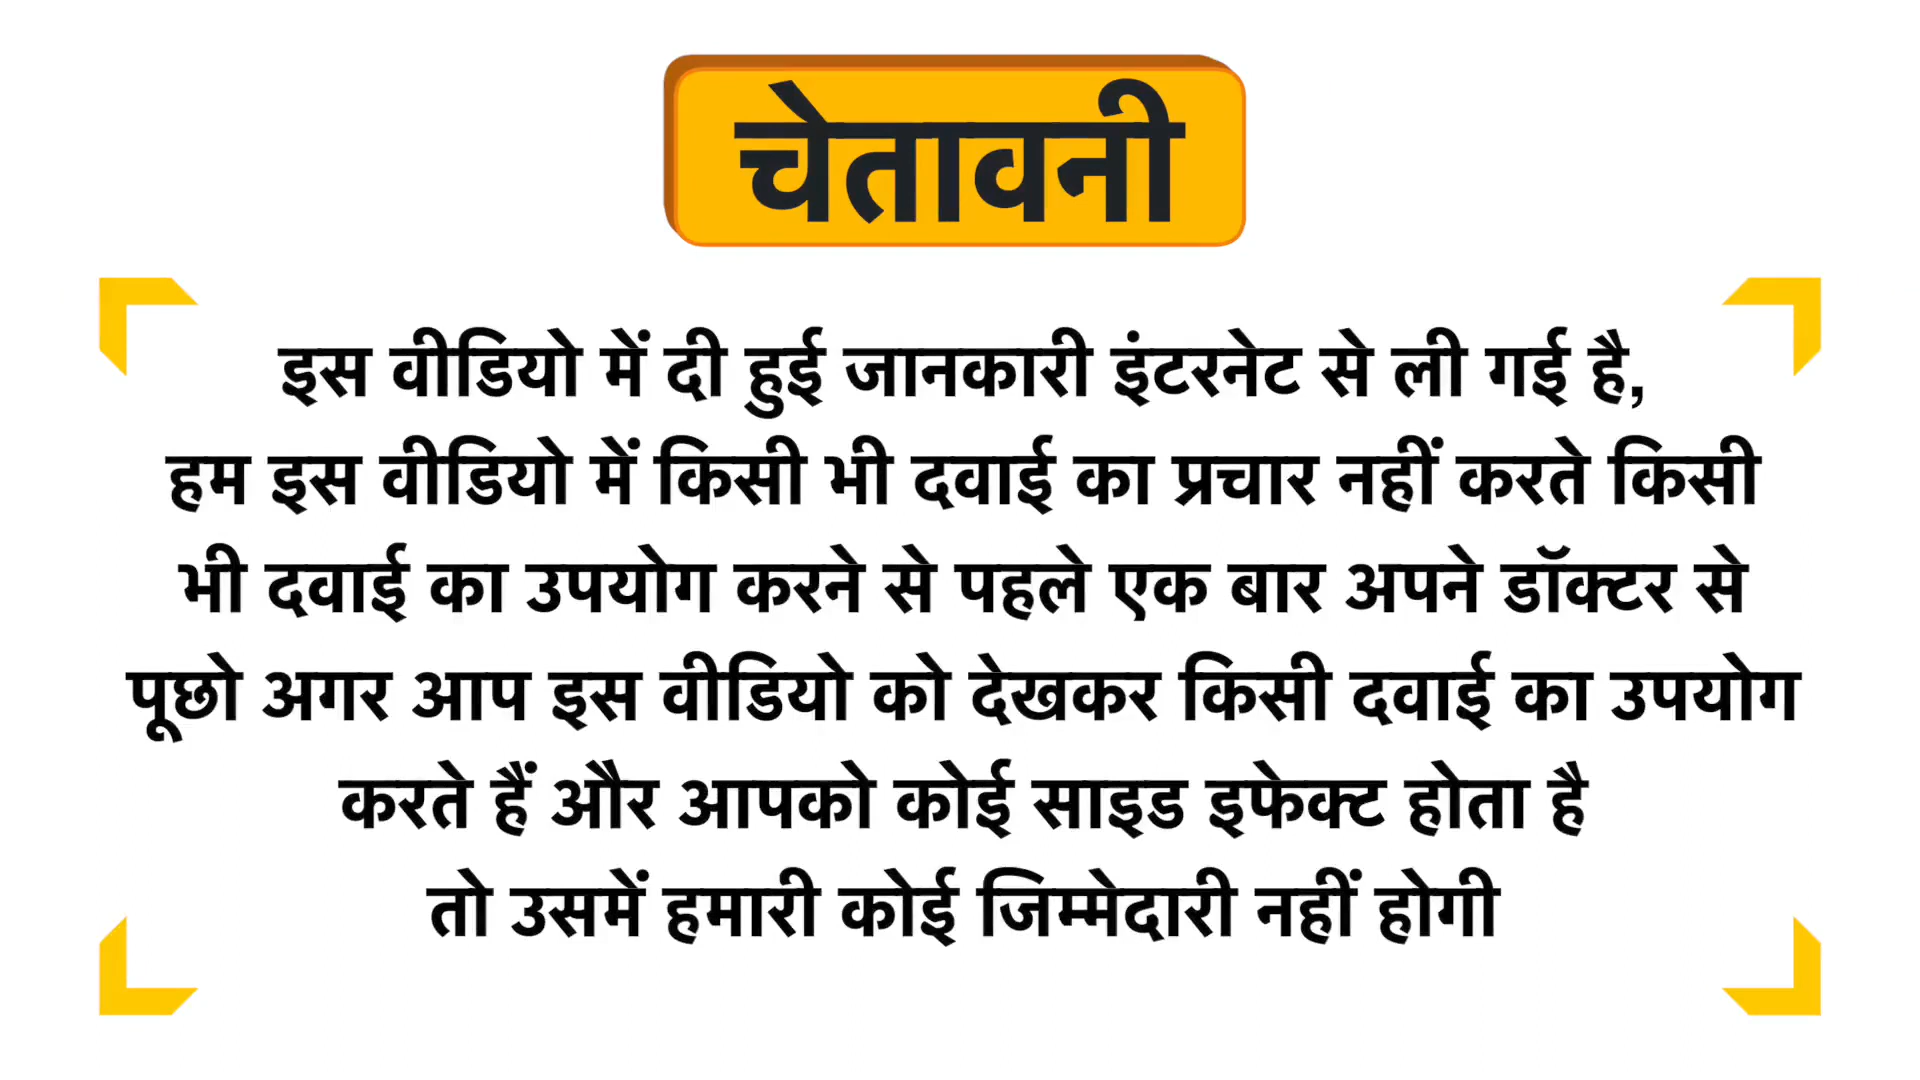 चेतावनी
इस वीडियो में दी हुई जानकारी इंटरनेट से ली गई है,
हम इस वीडियो में किसी भी दवाई का प्रचार नहीं करते किसी
भी दवाई का उपयोग करने से पहले एक बार अपने डॉक्टर से
पूछो अगर आप इस वीडियो को देखकर किसी दवाई का उपयोग
करते हैं और आपको कोई साइड इफेक्ट होता है
तो उसमें हमारी कोई जिम्मेदारी नहीं होगी